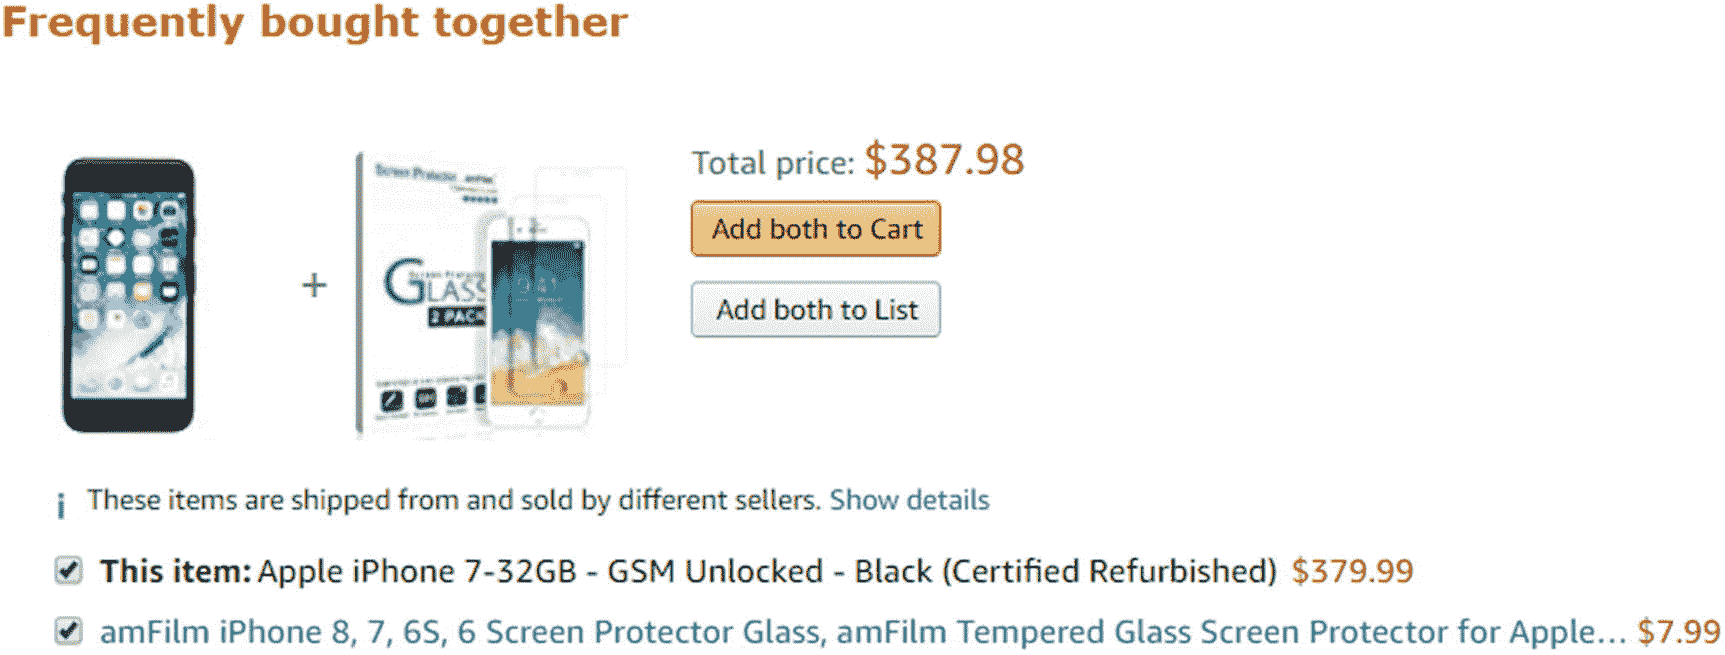 Frequently bought together
Total price: $387.98
Add both to Cart
Add both to List
+
Screen Protector
GLASS
2 PACK
i These items are shipped from and sold by different sellers. Show details
This item: Apple iPhone 7-32GB - GSM Unlocked - Black (Certified Refurbished) $379.99
amFilm iPhone 8, 7, 6S, 6 Screen Protector Glass, amFilm Tempered Glass Screen Protector for Apple... $7.99